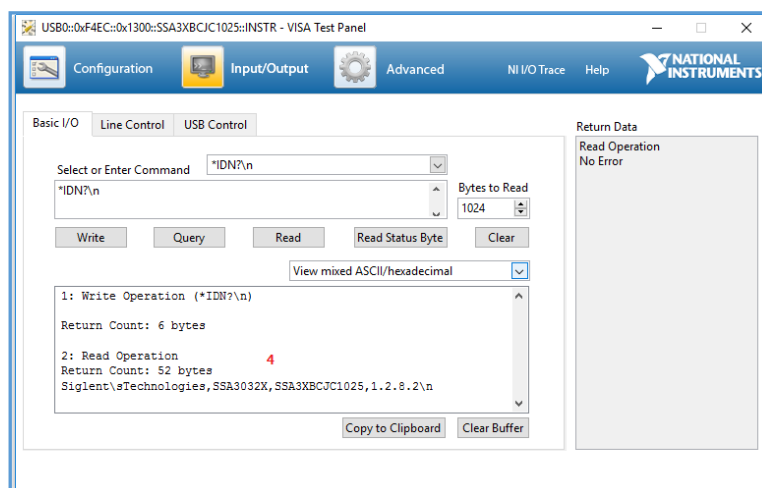 USB0::0xF4EC::0x1300::SSA3XBCJC1025::INSTR - VISA Test Panel
Configuration
Input/Output
Advanced
NI I/O Trace
Help
NATIONAL
INSTRUMENTS
Basic I/O
Line Control
USB Control
Select or Enter Command
*IDN?\n
*IDN?\n
Bytes to Read
1024
Write
Query
Read
Read Status Byte
Clear
View mixed ASCII/hexadecimal
1: Write Operation (*IDN?\n)
Return Count: 6 bytes
2: Read Operation
4
Return Count: 52 bytes
Siglent\sTechnologies,SSA3032X,SSA3XBCJC1025,1.2.8.2\n
Copy to Clipboard
Clear Buffer
Return Data
Read Operation
No Error